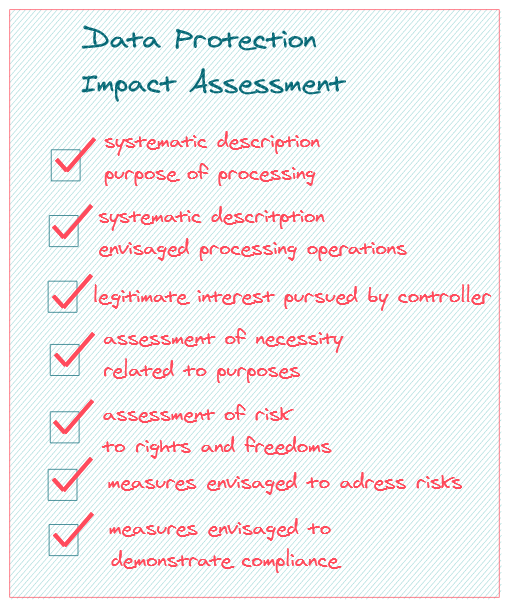 Data Protection
Impact Assessment
systematic description
purpose of processing
systematic descritption
envisaged processing operations
legitimate interest pursued by controller
assessment of necessity
related to purposes
assessment of risk
to rights and freedoms
measures envisaged to adress risks
measures envisaged to
demonstrate compliance